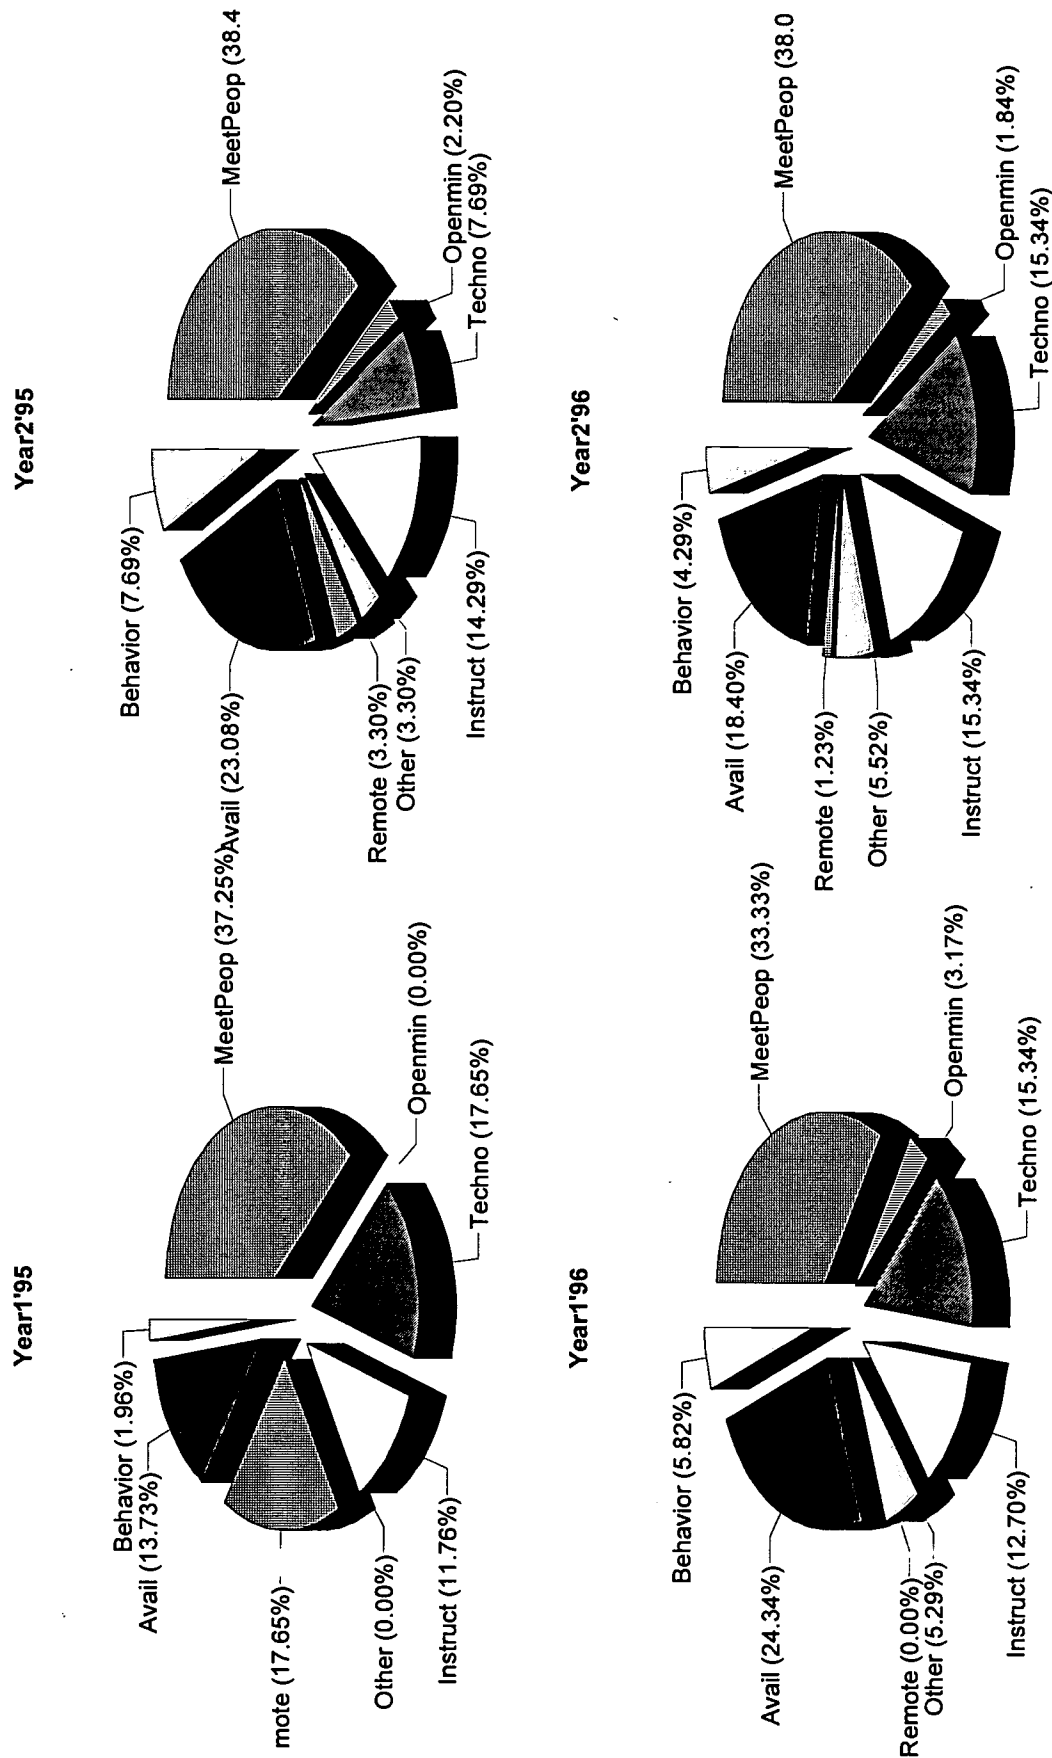 Year1'95
Behavior (1.96%)
Avail (13.73%)
mote (17.65%)
Other (0.00%)
Instruct (11.76%)
MeetPeop (37.25%)
Openmin (0.00%)
Techno (17.65%)
Year2'95
Behavior (7.69%)
Avail (23.08%)
Remote (3.30%)
Other (3.30%)
Instruct (14.29%)
MeetPeop (38.4
Openmin (2.20%)
Techno (7.69%)
Year1'96
Behavior (5.82%)
Avail (24.34%)
Remote (0.00%)
Other (5.29%)
Instruct (12.70%)
MeetPeop (33.33%)
Openmin (3.17%)
Techno (15.34%)
Year2'96
Behavior (4.29%)
Avail (18.40%)
Remote (1.23%)
Other (5.52%)
Instruct (15.34%)
MeetPeop (38.0
Openmin (1.84%)
Techno (15.34%)